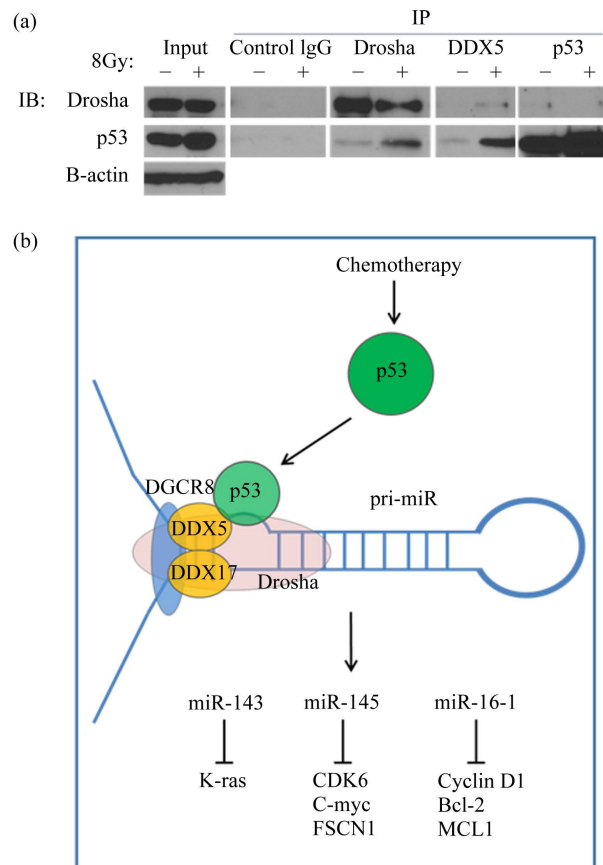 (a)
IP
Input Control lgG Drosha DDX5 p53
8Gy: − + − + − + − + − +
IB: Drosha
p53
B-actin
(b)
Chemotherapy
p53
DGCR8 p53
pri-miR
DDX5
DDX17
Drosha
miR-143 miR-145 miR-16-1
K-ras CDK6 Cyclin D1
C-myc Bcl-2
FSCN1 MCL1